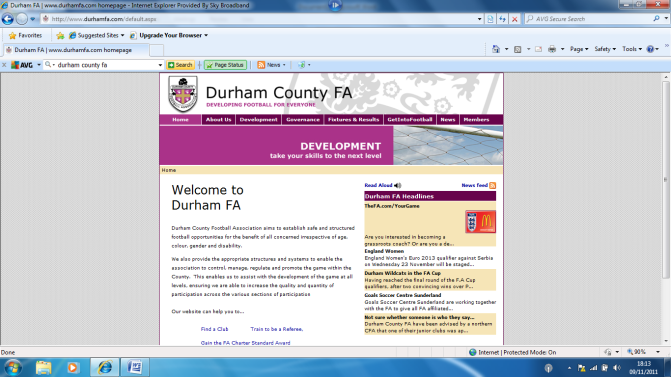 Durham FA | www.durhamfa.com homepage - Internet Explorer Provided By Sky Broadband
http://www.durhamfa.com/default.aspx
AVG Secure Search
Favorites Suggested Sites Upgrade Your Browser
Durham FA | www.durhamfa.com homepage
Page Safety Tools
AVG durham county fa Search Page Status News
Durham County FA
DEVELOPING FOOTBALL FOR EVERYONE
Home About Us Development Governance Fixtures & Results GetIntoFootball News Members
DEVELOPMENT
take your skills to the next level
Home
Welcome to
Durham FA
Durham County Football Association aims to establish safe and structured
football opportunities for the benefit of all concerned irrespective of age,
colour, gender and disability.
We also provide the appropriate structures and systems to enable the
association to control, manage, regulate and promote the game within the
County. This enables us to assist with the development of the game at all
levels, ensuring we are able to increase the quality and quantity of
participation across the various sections of participation
Our website can help you to...
Find a Club Train to be a Referee,
Gain the FA Charter Standard Award
Read Aloud News feed
Durham FA Headlines
TheFA.com/YourGame
Are you interested in becoming a
grassroots coach? Or are you a de...
England Women
England Women's Euro 2013 qualifier against Serbia
on Wednesday 23 November will be staged...
Durham Wildcats in the FA Cup
Having reached the final round of the FA Cup
qualifiers, after two convincing wins over P...
Goals Soccer Centre Sunderland
Goals Soccer Centre Sunderland are working together
with the FA to give all FA affiliated...
Not sure whether someone is who they say...
Durham County FA have been advised by a northern
CFA that one of their junior clubs was ap...
Done
Internet | Protected Mode: On
90%
18:13
09/11/2011